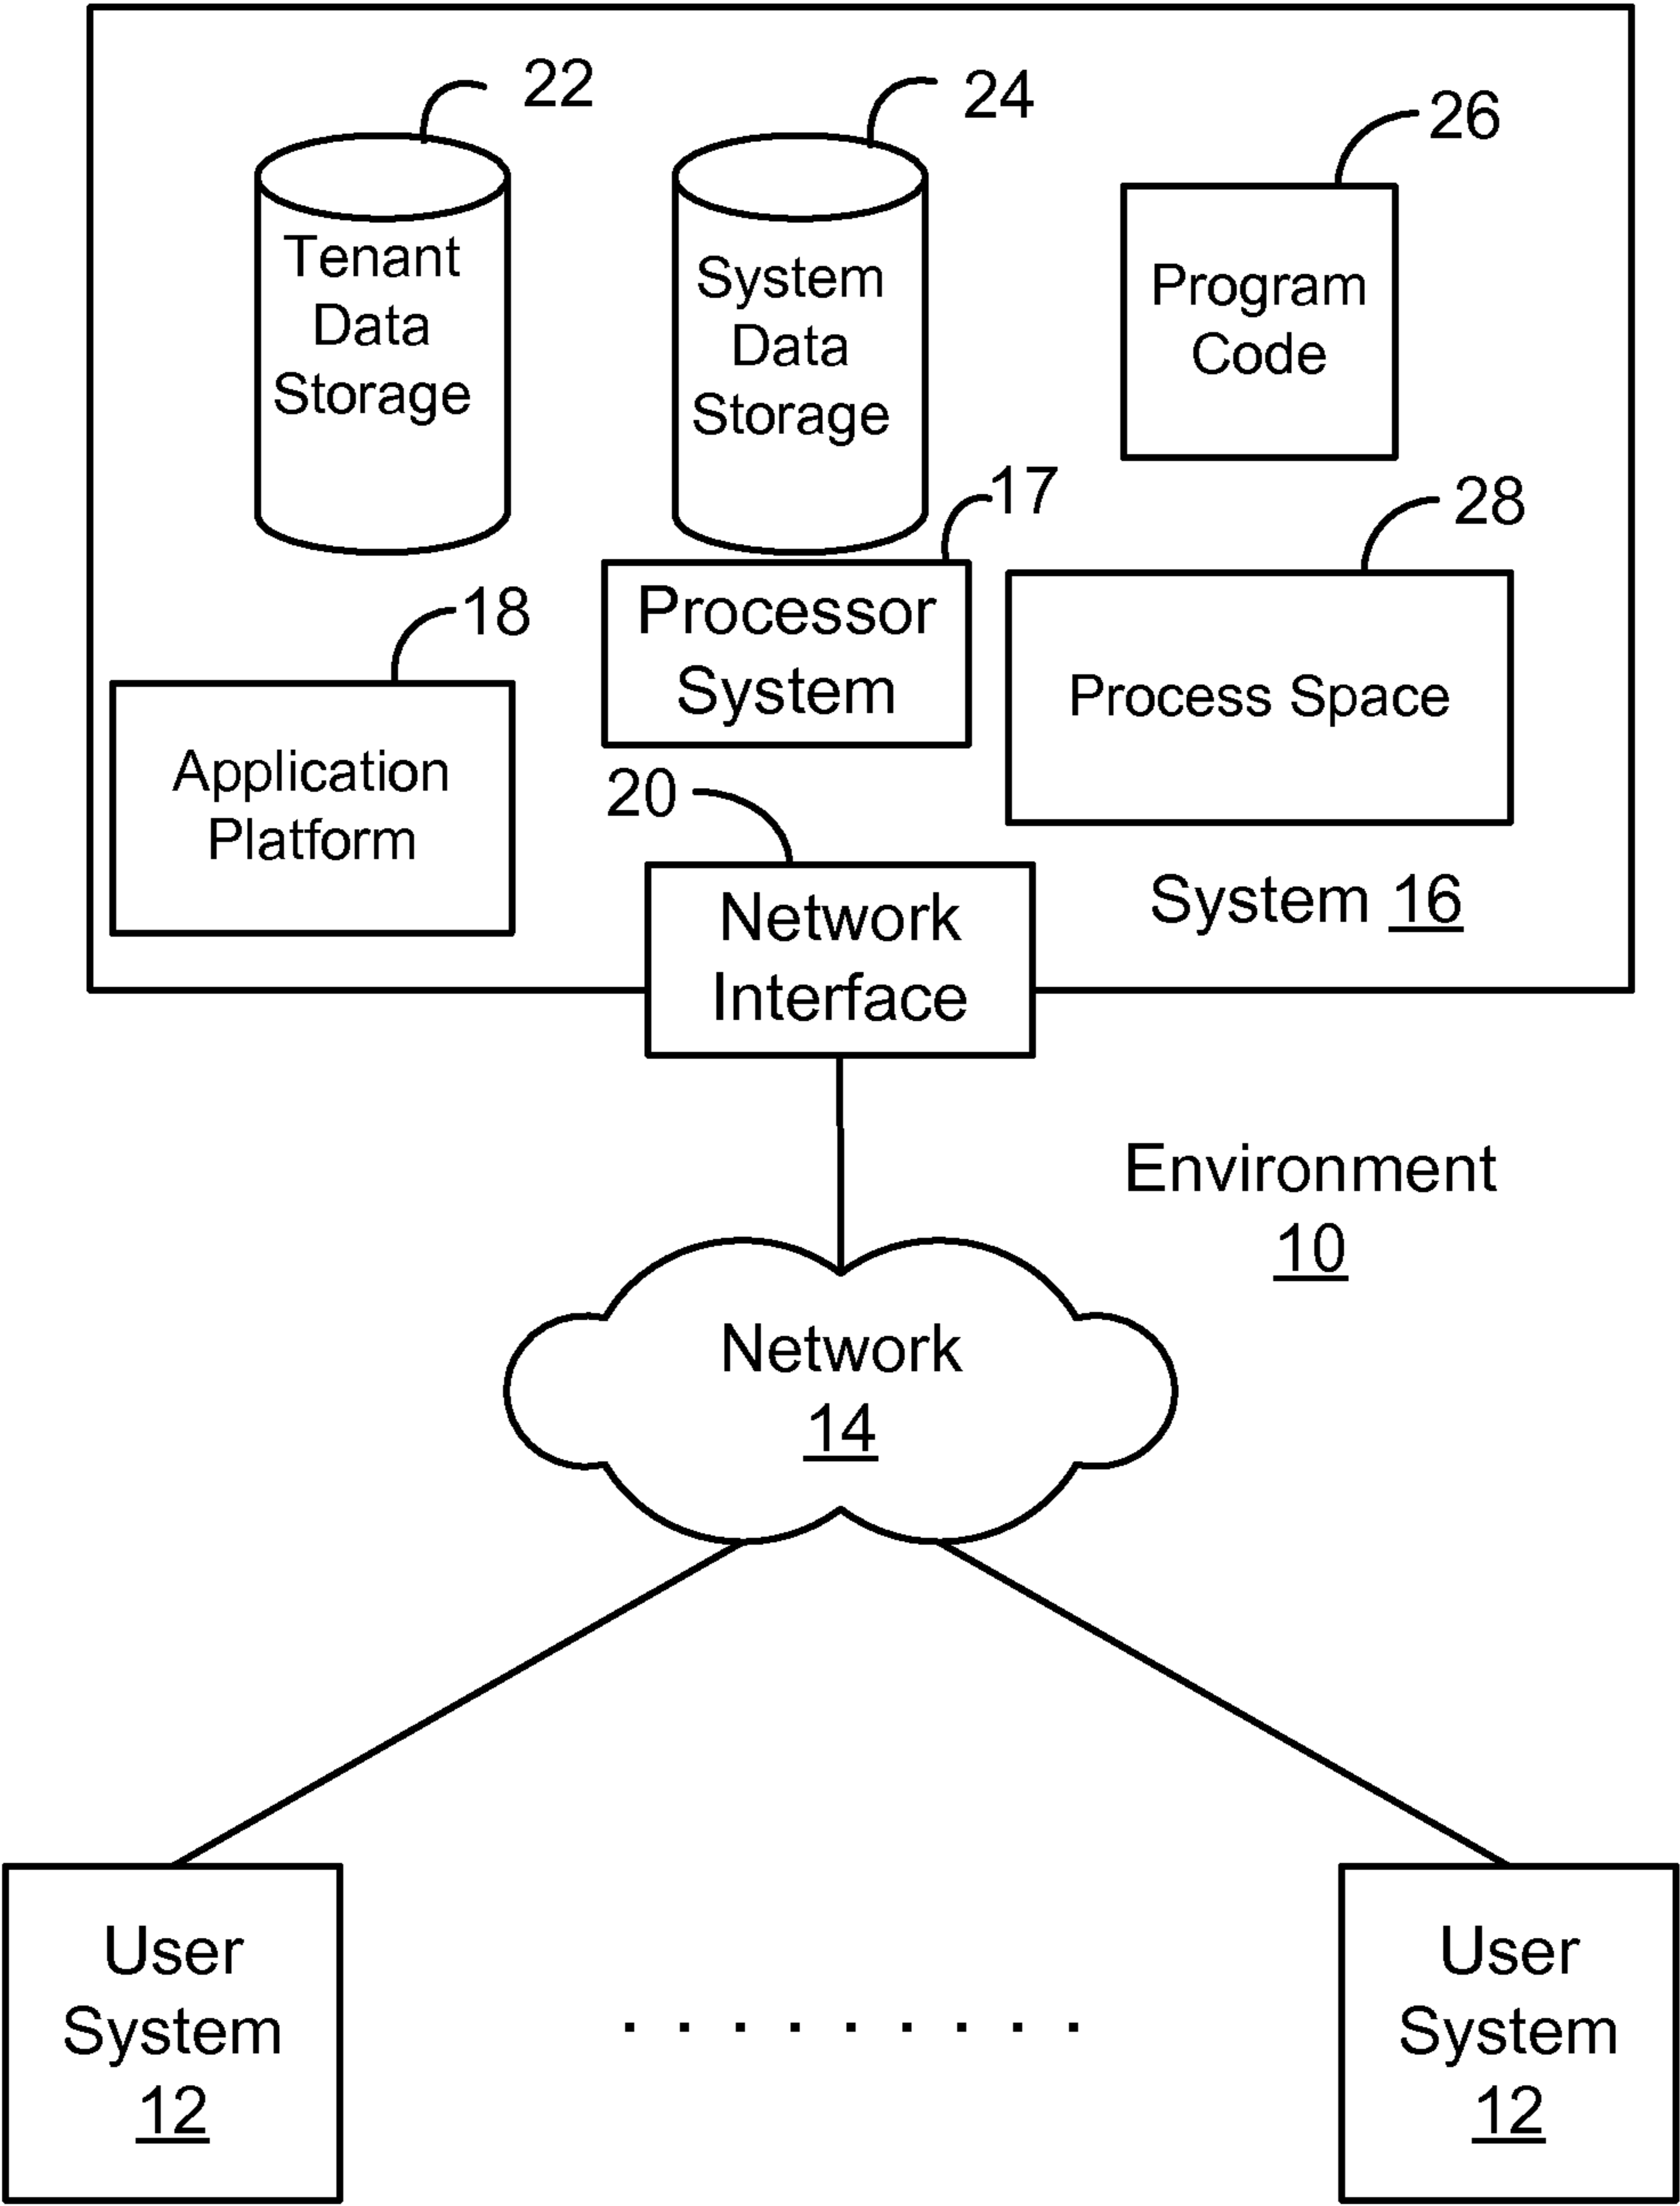 22
24
26
Tenant
Data
Storage
System
Data
Storage
Program
Code
17
28
18
Processor
System
Process Space
Application
Platform
20
Network
Interface
System 16
Environment
10
Network
14
User
System
12
. . . . . . . . .
User
System
12